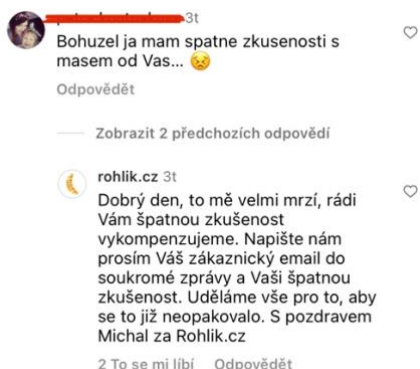 3t
Bohuzel ja mam spatne zkusenosti s
masem od Vas... 😣
Odpovědět
Zobrazit 2 předchozích odpovědí
rohlik.cz 3t
Dobrý den, to mě velmi mrzí, rádi
Vám špatnou zkušenost
vykompenzujeme. Napište nám
prosím Váš zákaznický email do
soukromé zprávy a Vaši špatnou
zkušenost. Uděláme vše pro to, aby
se to již neopakovalo. S pozdravem
Michal za Rohlik.cz
2 To se mi líbí Odpovědět